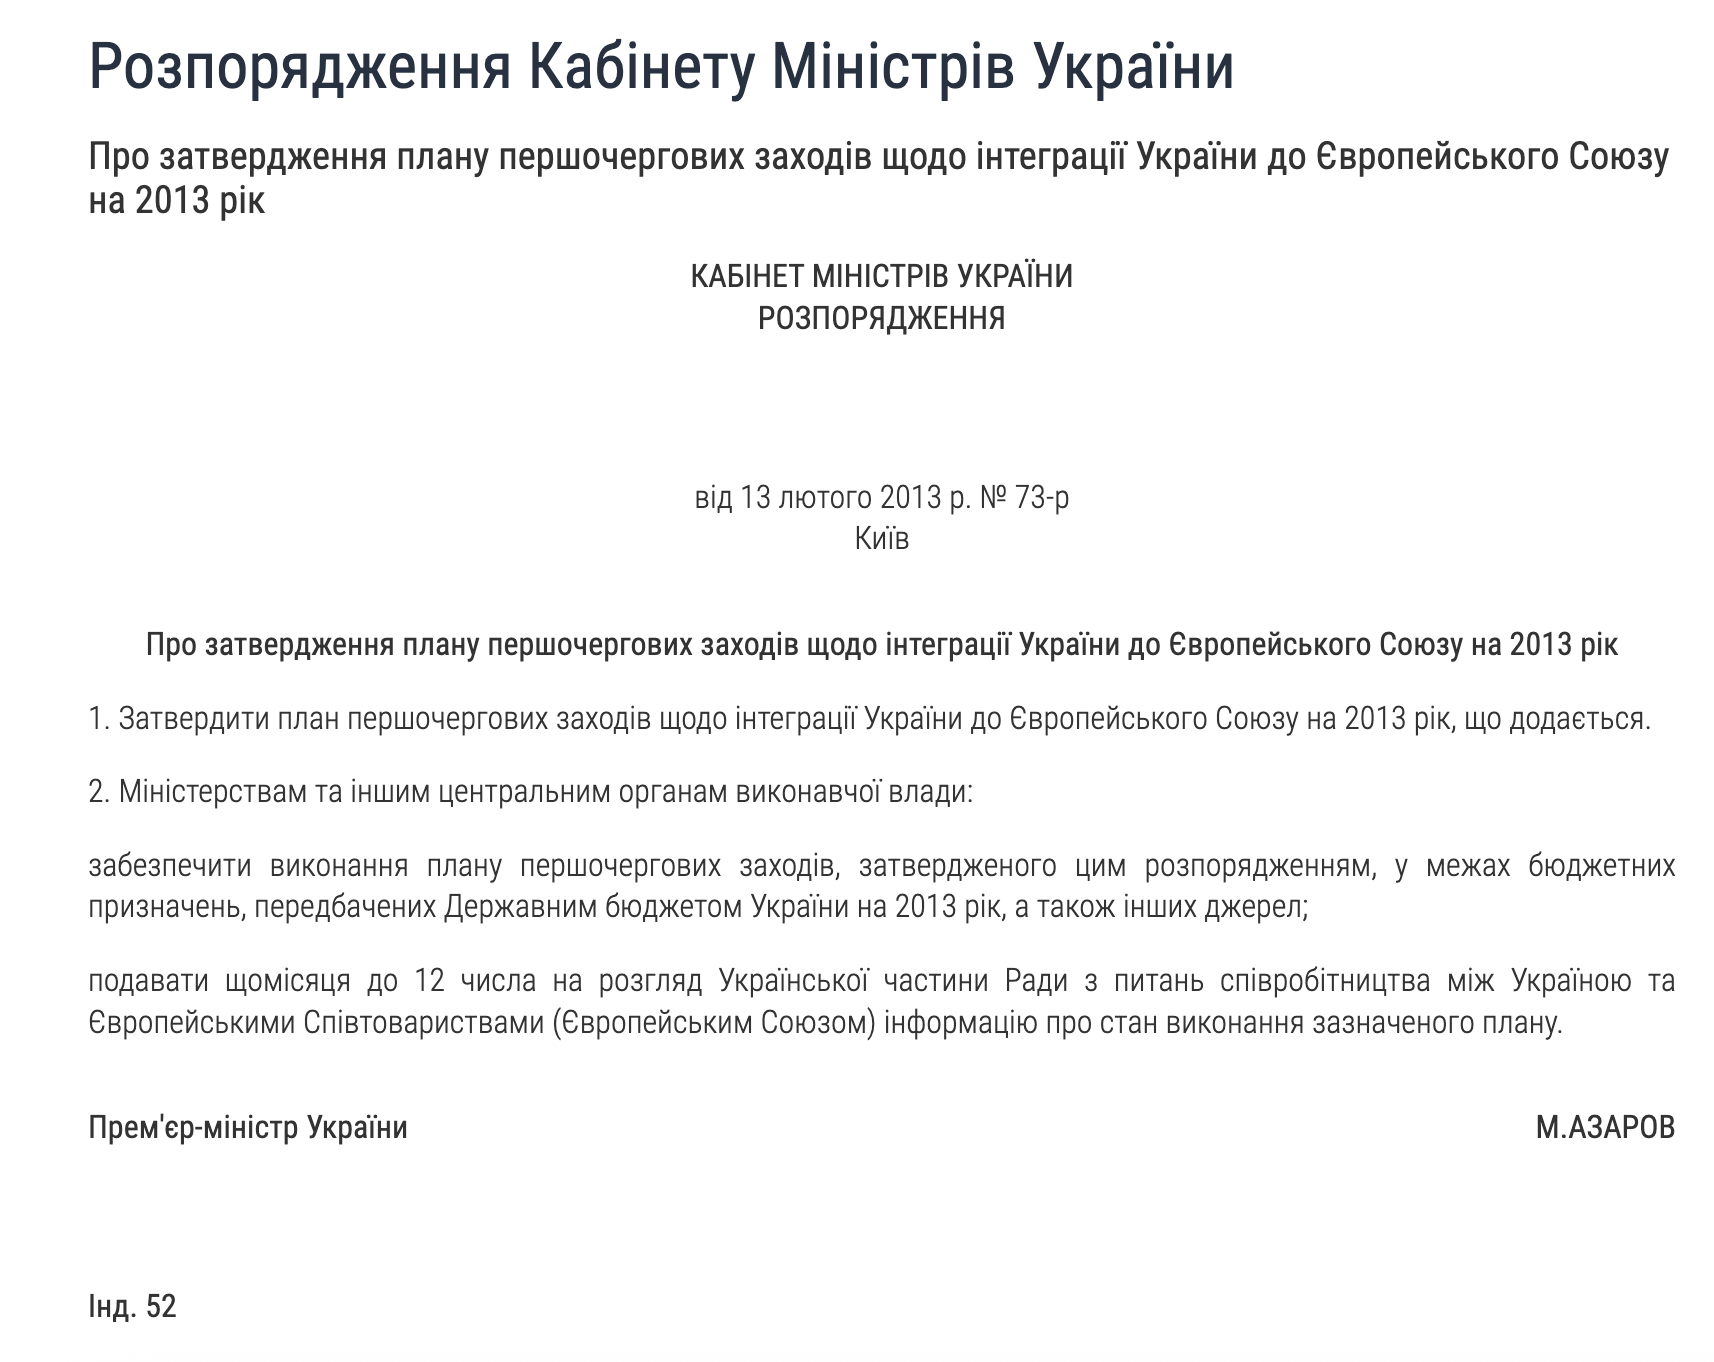 Розпорядження Кабінету Міністрів України
Про затвердження плану першочергових заходів щодо інтеграції України до Європейського Союзу
на 2013 рік
КАБІНЕТ МІНІСТРІВ УКРАЇНИ
РОЗПОРЯДЖЕННЯ
від 13 лютого 2013 р. № 73-р
Київ
Про затвердження плану першочергових заходів щодо інтеграції України до Європейського Союзу на 2013 рік
1. Затвердити план першочергових заходів щодо інтеграції України до Європейського Союзу на 2013 рік, що додається.
2. Міністерствам та іншим центральним органам виконавчої влади:
забезпечити виконання плану першочергових заходів, затвердженого цим розпорядженням, у межах бюджетних
призначень, передбачених Державним бюджетом України на 2013 рік, а також інших джерел;
подавати щомісяця до 12 числа на розгляд Української частини Ради з питань співробітництва між Україною та
Європейськими Співтовариствами (Європейським Союзом) інформацію про стан виконання зазначеного плану.
Прем'єр-міністр України М.АЗАРОВ
Інд. 52